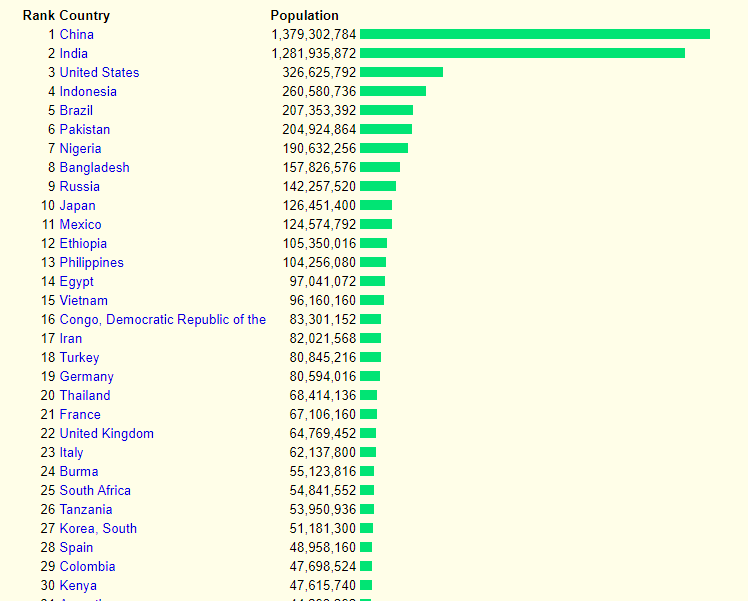 Rank Country Population
1 China 1,379,302,784
2 India 1,281,935,872
3 United States 326,625,792
4 Indonesia 260,580,736
5 Brazil 207,353,392
6 Pakistan 204,924,864
7 Nigeria 190,632,256
8 Bangladesh 157,826,576
9 Russia 142,257,520
10 Japan 126,451,400
11 Mexico 124,574,792
12 Ethiopia 105,350,016
13 Philippines 104,256,080
14 Egypt 97,041,072
15 Vietnam 96,160,160
16 Congo, Democratic Republic of the 83,301,152
17 Iran 82,021,568
18 Turkey 80,845,216
19 Germany 80,594,016
20 Thailand 68,414,136
21 France 67,106,160
22 United Kingdom 64,769,452
23 Italy 62,137,800
24 Burma 55,123,816
25 South Africa 54,841,552
26 Tanzania 53,950,936
27 Korea, South 51,181,300
28 Spain 48,958,160
29 Colombia 47,698,524
30 Kenya 47,615,740